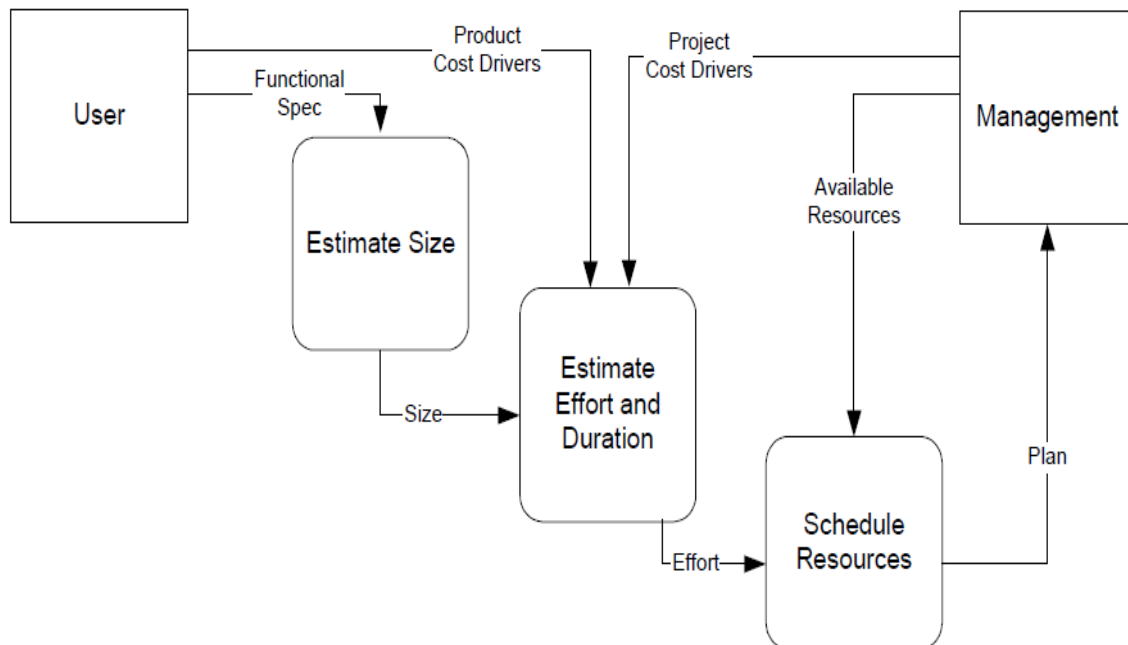 User
Product
Cost Drivers
Functional
Spec
Project
Cost Drivers
Management
Available
Resources
Estimate Size
Size
Estimate
Effort and
Duration
Effort
Schedule
Resources
Plan